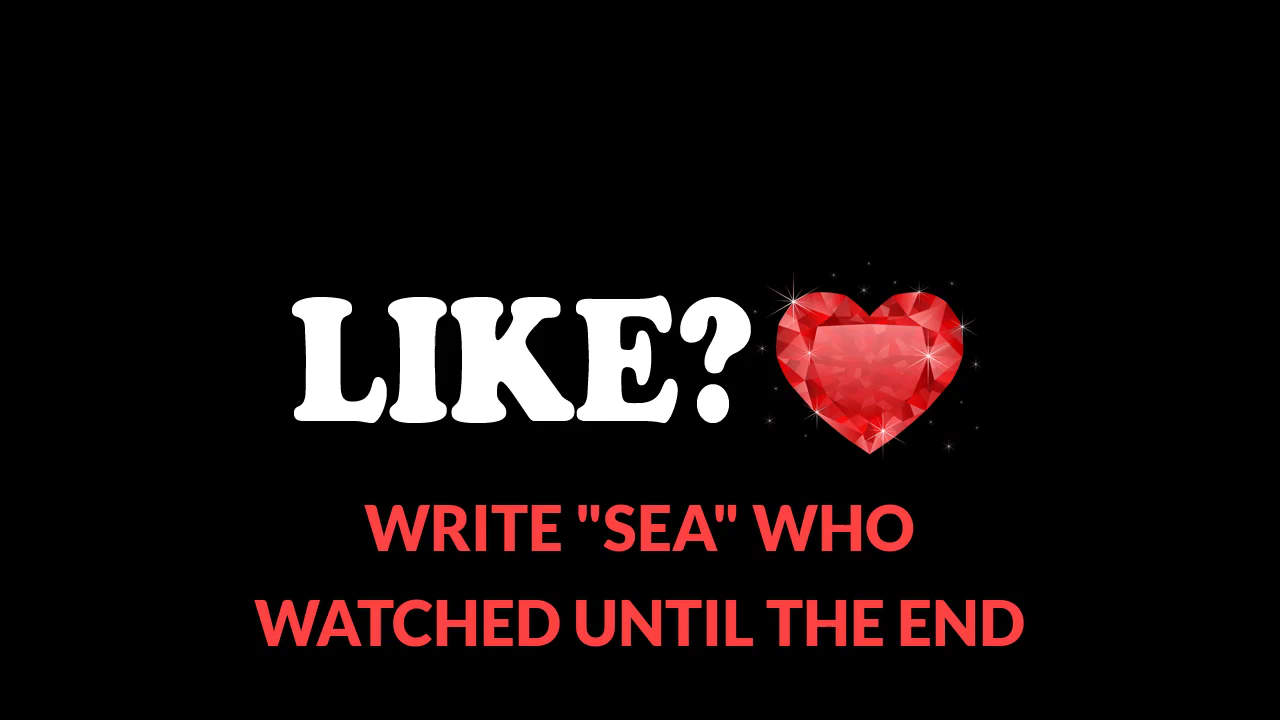 LIKE?
WRITE "SEA" WHO
WATCHED UNTIL THE END